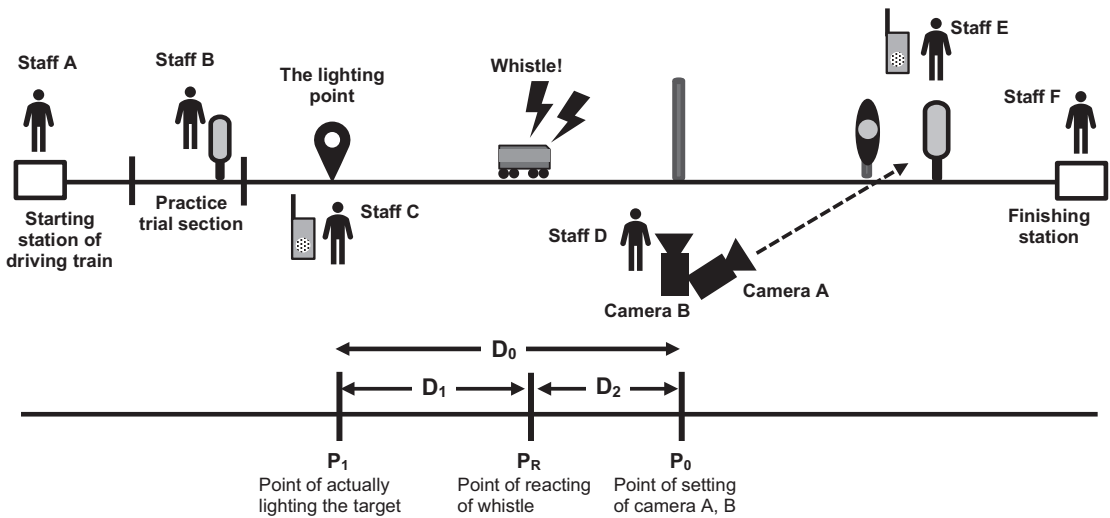 Staff A
Staff B
The lighting
point
Whistle!
Staff E
Staff F
Starting
station of
driving train
Practice
trial section
Staff C
Staff D
Camera B
Camera A
Finishing
station
D0
D1
D2
P1
Point of actually
lighting the target
PR
Point of reacting
of whistle
P0
Point of setting
of camera A, B